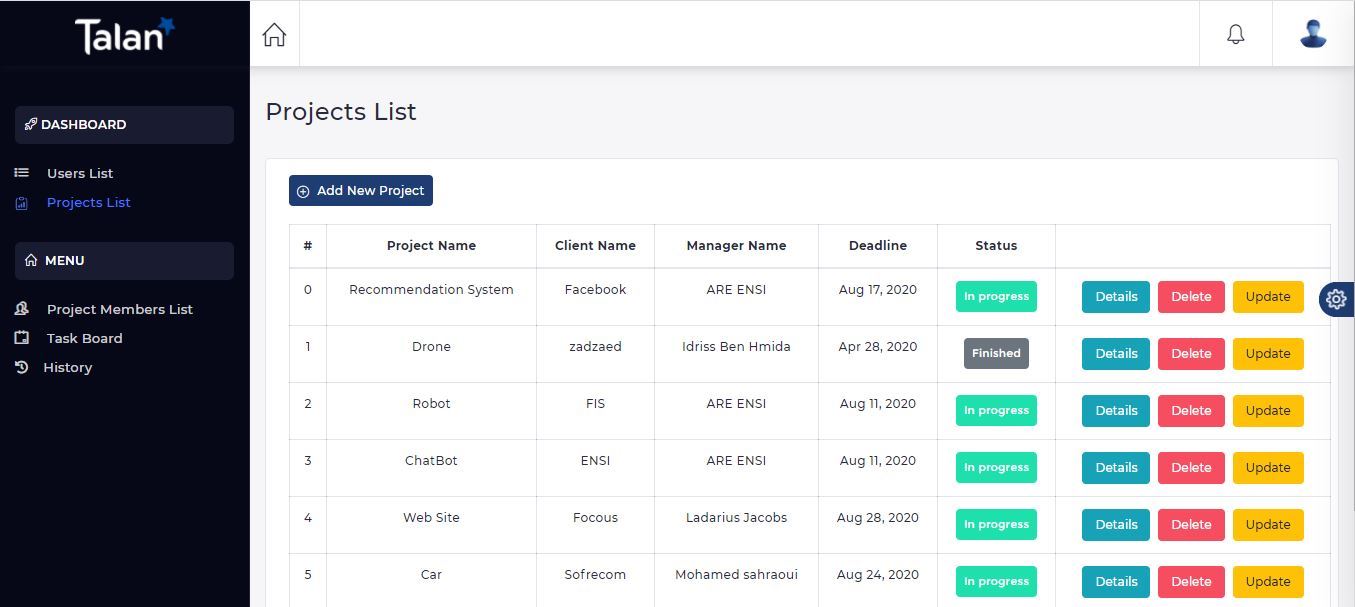 Talan
DASHBOARD
Users List
Projects List
MENU
Project Members List
Task Board
History
Projects List
Add New Project
# Project Name Client Name Manager Name Deadline Status
0 Recommendation System Facebook ARE ENSI Aug 17, 2020 In progress Details Delete Update
1 Drone zadzaed Idriss Ben Hmida Apr 28, 2020 Finished Details Delete Update
2 Robot FIS ARE ENSI Aug 11, 2020 In progress Details Delete Update
3 ChatBot ENSI ARE ENSI Aug 11, 2020 In progress Details Delete Update
4 Web Site Focous Ladarius Jacobs Aug 28, 2020 In progress Details Delete Update
5 Car Sofrecom Mohamed sahraoui Aug 24, 2020 In progress Details Delete Update